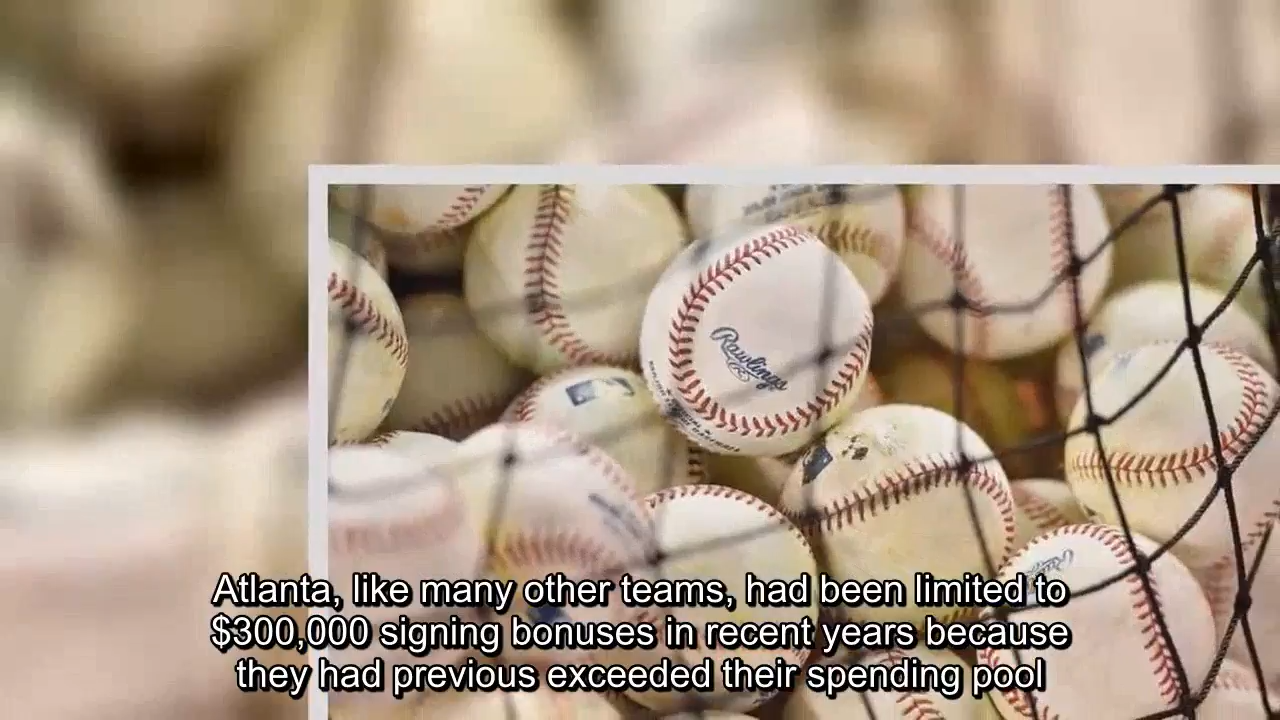 Rawlings
Atlanta, like many other teams, had been limited to
$300,000 signing bonuses in recent years because
they had previous exceeded their spending pool